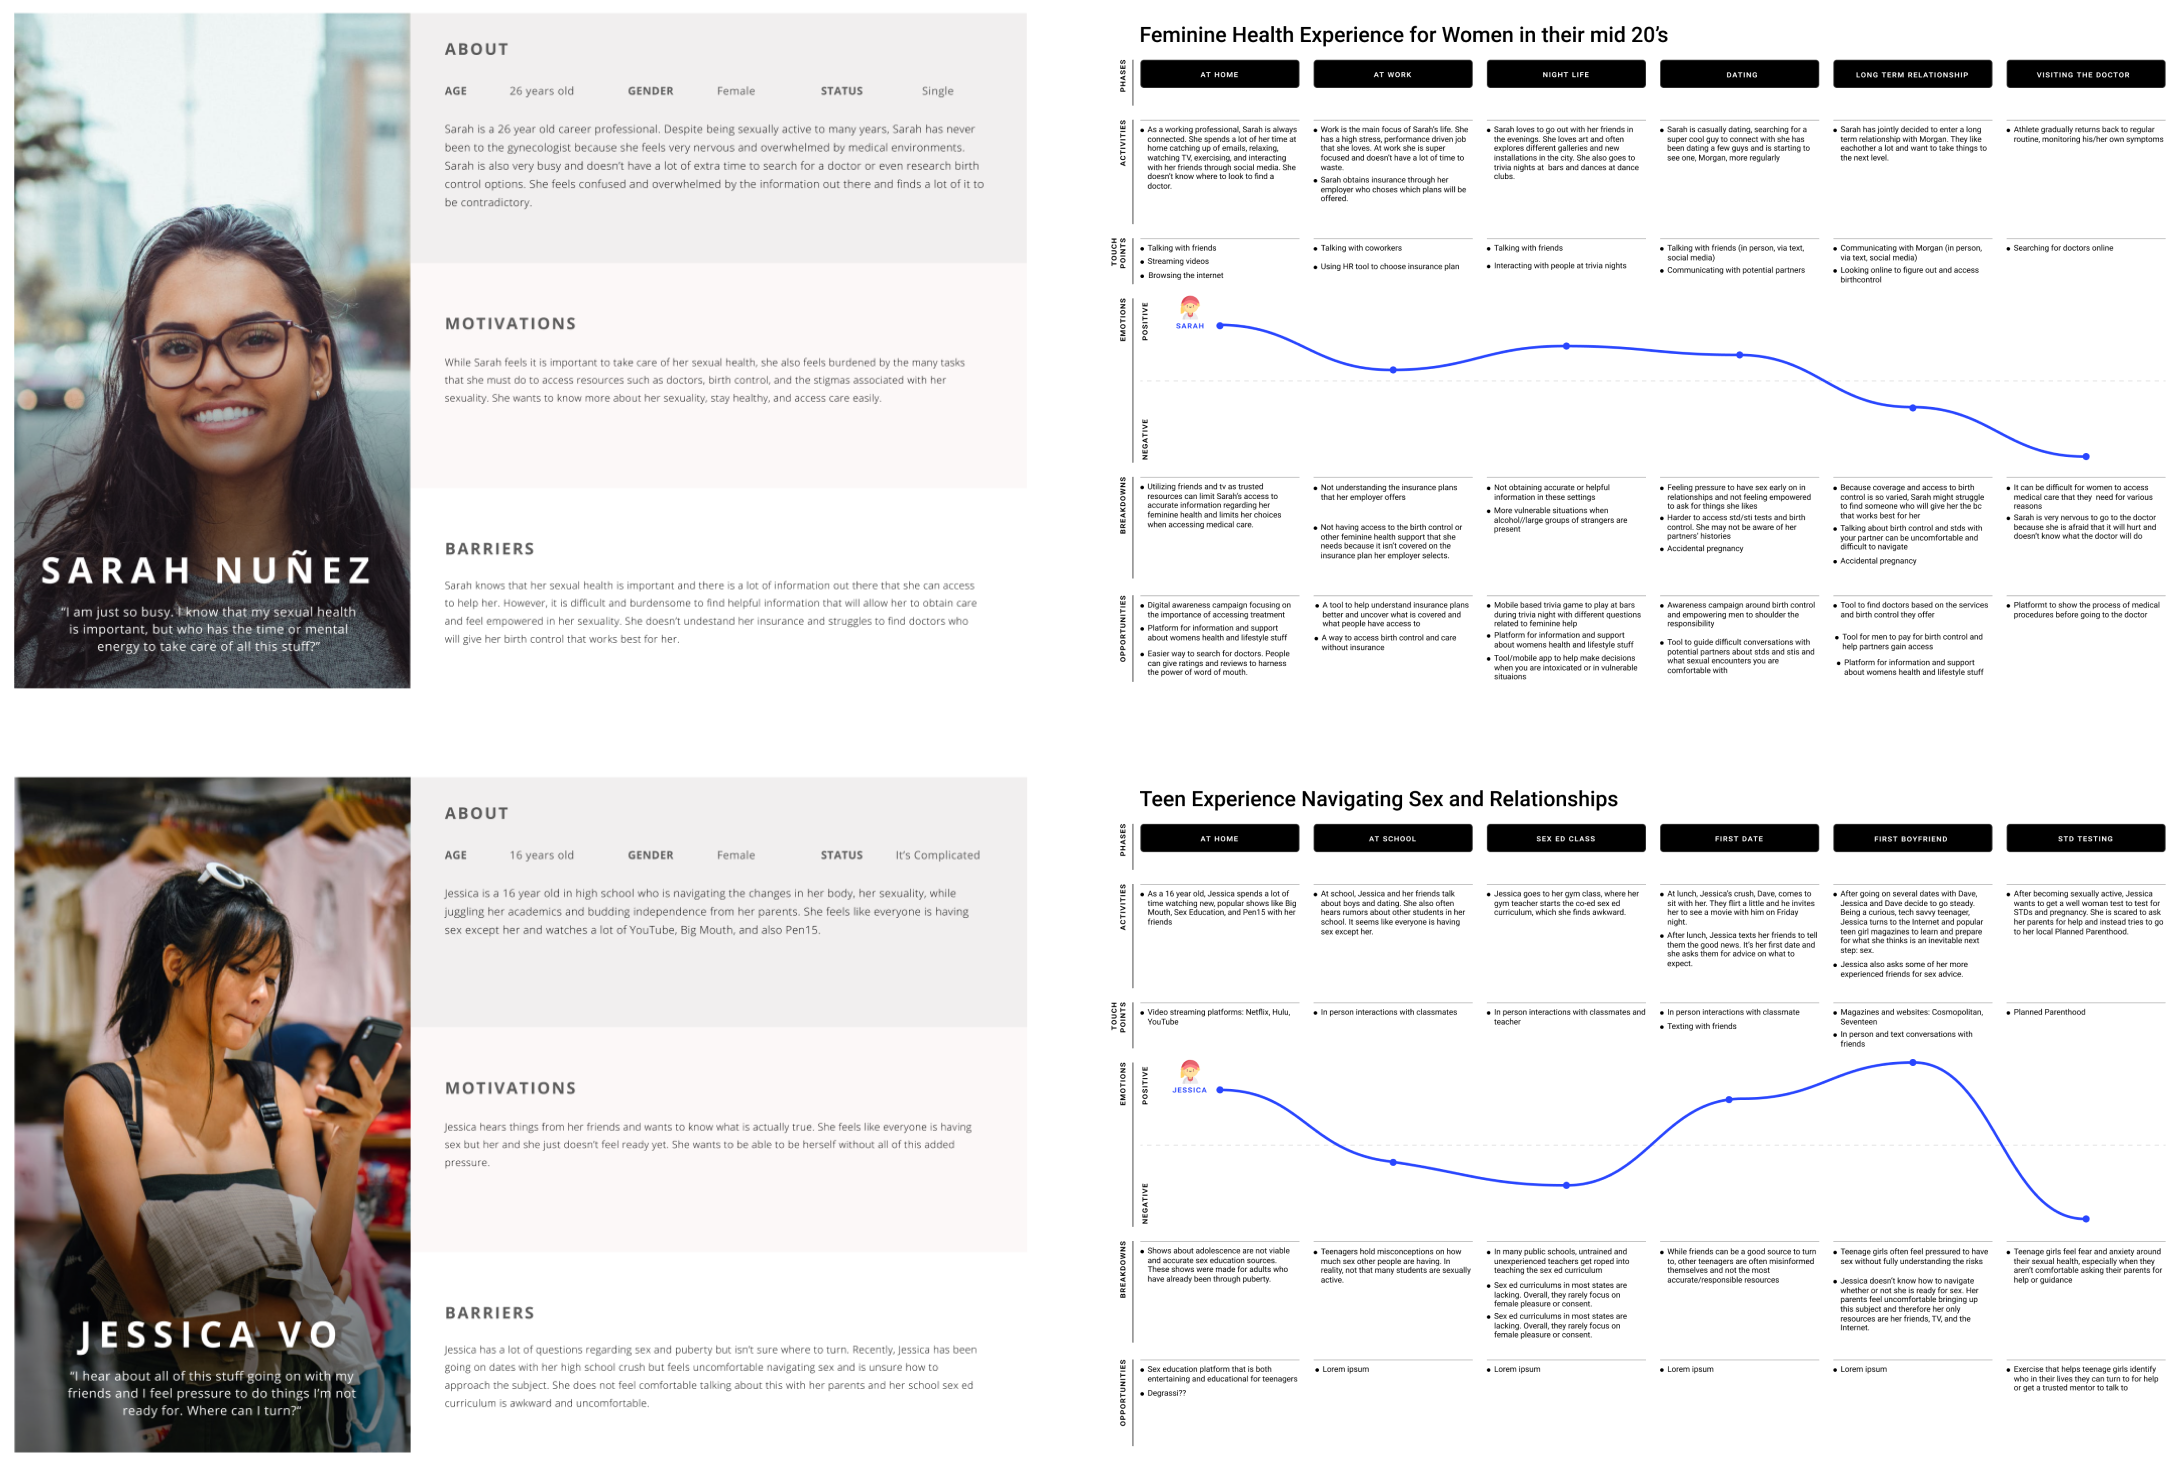 ABOUT
AGE 26 years old GENDER Female STATUS Single
Sarah is a 26 year old career professional. Despite being sexually active to many years, Sarah has never
been to the gynecologist because she feels very nervous and overwhelmed by medical environments.
Sarah is also very busy and doesn't have a lot of extra time to search for a doctor or even research birth
control options. She feels confused and overwhelmed by the information out there and finds a lot of it to
be contradictory.
MOTIVATIONS
While Sarah feels it is important to take care of her sexual health, she also feels burdened by the many tasks
that she must do to access resources such as doctors, birth control, and the stigmas associated with her
sexuality. She wants to know more about her sexuality, stay healthy, and access care easily.
BARRIERS
Sarah knows that her sexual health is important and there is a lot of information out there that she can access
to help her. However, it is difficult and burdensome to find helpful information that will allow her to obtain care
and feel empowered in her sexuality. She doesn't undestand her insurance and struggles to find doctors who
will give her birth control that works best for her.
SARAH NUÑEZ
“I am just so busy. I know that my sexual health
is important, but who has the time or mental
energy to take care of all this stuff?”
Feminine Health Experience for Women in their mid 20's
PHASES
AT HOME
AT WORK
NIGHT LIFE
DATING
LONG TERM RELATIONSHIP
VISITING THE DOCTOR
ACTIVITIES
• As a working professional, Sarah is always
connected. She spends a lot of her time at
home catching up of emails, relaxing,
watching TV, exercising, and interacting
with her friends through social media. She
doesn't know where to look to find a
doctor.
• Work is the main focus of Sarah's life. She
has a high stress, performance driven job
that she loves. At work she is super
focused and doesn't have a lot of time to
waste.
• Sarah obtains insurance through her
employer who choses which plans will be
offered.
• Sarah loves to go out with her friends in
the evenings. She loves art and often
explores different galleries and new
installations in the city. She also goes to
trivia nights at bars and dances at dance
clubs.
• Sarah is casually dating, searching for a
super cool guy to connect with she has
been dating a few guys and is starting to
see one, Morgan, more regularly
• Sarah has jointly decided to enter a long
term relationship with Morgan. They like
eachother a lot and want to take things to
the next level.
• Athlete gradually returns back to regular
routine, monitoring his/her own symptoms
TOUCH
POINTS
• Talking with friends
• Streaming videos
• Browsing the internet
• Talking with coworkers
• Using HR tool to choose insurance plan
• Talking with friends
• Interacting with people at trivia nights
• Talking with friends (in person, via text,
social media)
• Communicating with potential partners
• Communicating with Morgan (in person,
via text, social media)
• Looking online to figure out and access
birthcontrol
• Searching for doctors online
EMOTIONS
POSITIVE
NEGATIVE
SARAH
BREAKDOWNS
• Utilizing friends and tv as trusted
resources can limit Sarah's access to
accurate information regarding her
feminine health and limits her choices
when accessing medical care.
• Not understanding the insurance plans
that her employer offers
• Not having access to the birth control or
other feminine health support that she
needs because it isn't covered on the
insurance plan her employer selects.
• Not obtaining accurate or helpful
information in these settings
• More vulnerable situations when
alcohol//large groups of strangers are
present
• Feeling pressure to have sex early on in
relationships and not feeling empowered
to ask for things she likes
• Harder to access std/sti tests and birth
control. She may not be aware of her
partners' histories
• Accidental pregnancy
• Because coverage and access to birth
control is so varied, Sarah might struggle
to find someone who will give her the bc
that works best for her
• Talking about birth control and stds with
your partner can be uncomfortable and
difficult to navigate
• Accidental pregnancy
• It can be difficult for women to access
medical care that they need for various
reasons
• Sarah is very nervous to go to the doctor
because she is afraid that it will hurt and
doesn't know what the doctor will do
OPPORTUNITIES
• Digital awareness campaign focusing on
the importance of accessing treatment
• Platform for information and support
about womens health and lifestyle stuff
• Easier way to search for doctors. People
can give ratings and reviews to harness
the power of word of mouth.
• A tool to help understand insurance plans
better and uncover what is covered and
what people have access to
• A way to access birth control and care
without insurance
• Mobile based trivia game to play at bars
during trivia night with different questions
related to feminine help
• Platform for information and support
about womens health and lifestyle stuff
• Tool/mobile app to help make decisions
when you are intoxicated or in vulnerable
situaions
• Awareness campaign around birth control
and empowering men to shoulder the
responsibility
• Tool to guide difficult conversations with
potential partners about stds and stis and
what sexual encounters you are
comfortable with
• Tool to find doctors based on the services
and birth control they offer
• Tool for men to pay for birth control and
help partners gain access
• Platform for information and support
about womens health and lifestyle stuff
• Platformt to show the process of medical
procedures before going to the doctor
ABOUT
AGE 16 years old GENDER Female STATUS It's Complicated
Jessica is a 16 year old in high school who is navigating the changes in her body, her sexuality, while
juggling her academics and budding independence from her parents. She feels like everyone is having
sex except her and watches a lot of YouTube, Big Mouth, and also Pen15.
MOTIVATIONS
Jessica hears things from her friends and wants to know what is actually true. She feels like everyone is having
sex but her and she just doesn't feel ready yet. She wants to be able to be herself without all of this added
pressure.
BARRIERS
Jessica has a lot of questions regarding sex and puberty but isn't sure where to turn. Recently, Jessica has been
going on dates with her high school crush but feels uncomfortable navigating sex and is unsure how to
approach the subject. She does not feel comfortable talking about this with her parents and her school sex ed
curriculum is awkward and uncomfortable.
JESSICA VO
“I hear about all of this stuff going on with my
friends and I feel pressure to do things I'm not
ready for. Where can I turn?”
Teen Experience Navigating Sex and Relationships
PHASES
AT HOME
AT SCHOOL
SEX ED CLASS
FIRST DATE
FIRST BOYFRIEND
STD TESTING
ACTIVITIES
• As a 16 year old, Jessica spends a lot of
time watching new, popular shows like Big
Mouth, Sex Education, and Pen15 with her
friends
• At school, Jessica and her friends talk
about boys and dating. She also often
hears rumors about other students in her
school. It seems like everyone is having
sex except her.
• Jessica goes to her gym class, where her
gym teacher starts the co-ed sex ed
curriculum, which she finds awkward.
• At lunch, Jessica's crush, Dave, comes to
sit with her. They flirt a little and he invites
her to see a movie with him on Friday
night.
• After lunch, Jessica texts her friends to tell
them the good news. It's her first date and
she asks them for advice on what to
expect.
• After going on several dates with Dave,
Jessica and Dave decide to go steady.
Being a curious, tech savvy teenager,
Jessica turns to the Internet and popular
teen girl magazines to learn and prepare
for what she thinks is an inevitable next
step: sex.
• Jessica also asks some of her more
experienced friends for sex advice.
• After becoming sexually active, Jessica
wants to get a well woman test to test for
STDs and pregnancy. She is scared to ask
her parents for help and instead tries to go
to her local Planned Parenthood.
TOUCH
POINTS
• Video streaming platforms: Netflix, Hulu,
YouTube
• In person interactions with classmates
• In person interactions with classmates and
teacher
• In person interactions with classmate
• Texting with friends
• Magazines and websites: Cosmopolitan,
Seventeen
• In person and text conversations with
friends
• Planned Parenthood
EMOTIONS
POSITIVE
NEGATIVE
JESSICA
BREAKDOWNS
• Shows about adolescence are not viable
and accurate sex education sources.
These shows were made for adults who
have already been through puberty.
• Teenagers hold misconceptions on how
much sex other people are having. In
reality, not that many students are sexually
active.
• In many public schools, untrained and
unexperienced teachers get roped into
teaching the sex ed curriculum
• Sex ed curriculums in most states are
lacking. Overall, they rarely focus on
female pleasure or consent.
• Sex ed curriculums in most states are
lacking. Overall, they rarely focus on
female pleasure or consent.
• While friends can be a good source to turn
to, other teenagers are often misinformed
themselves and not the most
accurate/responsible resources
• Teenage girls often feel pressured to have
sex without fully understanding the risks
• Jessica doesn't know how to navigate
whether or not she is ready for sex. Her
parents feel uncomfortable bringing up
this subject and therefore her only
resources are her friends, TV, and the
Internet.
• Teenage girls feel fear and anxiety around
their sexual health, especially when they
aren't comfortable asking their parents for
help or guidance
OPPORTUNITIES
• Sex education platform that is both
entertaining and educational for teenagers
• Degrassi??
• Lorem ipsum
• Lorem ipsum
• Lorem ipsum
• Lorem ipsum
• Exercise that helps teenage girls identify
who in their lives they can turn to for help
or get a trusted mentor to talk to